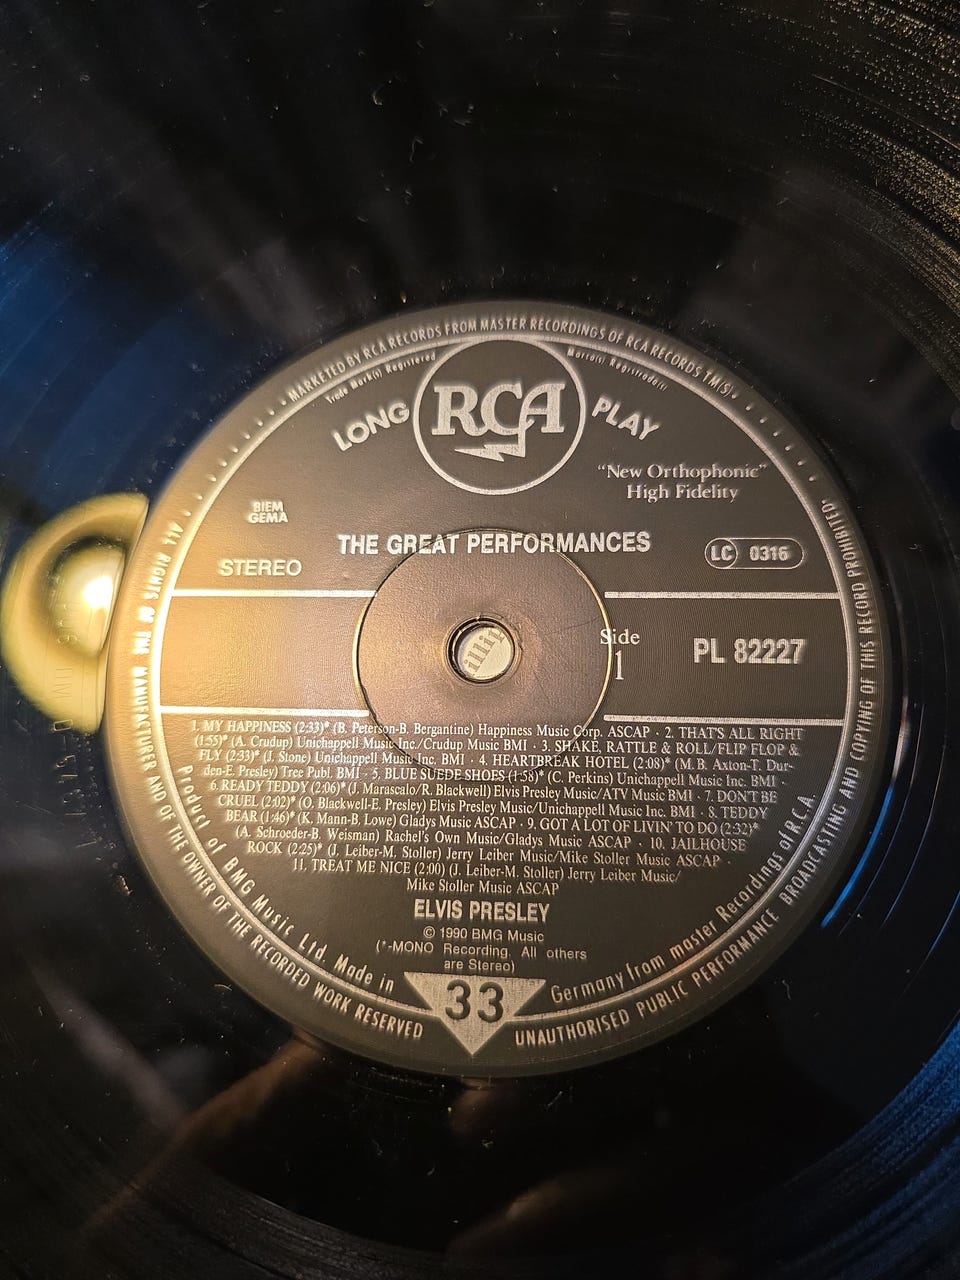 MARKETED BY RCA RECORDS FROM MASTER RECORDINGS OF RCA RECORDS TM(S)
Trade Mark(s) Registered
Marca(s) Registrada(s)
LONG RCA PLAY
"New Orthophonic"
High Fidelity
BIEM
GEMA
THE GREAT PERFORMANCES
STEREO
LC 0316
Side
1
PL 82227
1. MY HAPPINESS (2:33)* (B. Peterson-B. Bergantine) Happiness Music Corp. ASCAP · 2. THAT'S ALL RIGHT
(1:55)* (A. Crudup) Unichappell Music Inc./Crudup Music BMI · 3. SHAKE, RATTLE & ROLL/FLIP FLOP &
FLY (2:33)* (J. Stone) Unichappell Music Inc. BMI · 4. HEARTBREAK HOTEL (2:08)* (M.B. Axton-T. Dur-
den-E. Presley) Tree Publ. BMI · 5. BLUE SUEDE SHOES (1:58)* (C. Perkins) Unichappell Music Inc. BMI ·
6. READY TEDDY (2:06)* (J. Marascalo/R. Blackwell) Elvis Presley Music/ATV Music BMI · 7. DON'T BE
CRUEL (2:02)* (O. Blackwell-E. Presley) Elvis Presley Music/Unichappell Music Inc. BMI · 8. TEDDY
BEAR (1:46)* (K. Mann-B. Lowe) Gladys Music ASCAP · 9. GOT A LOT OF LIVIN' TO DO (2:32)*
(A. Schroeder-B. Weisman) Rachel's Own Music/Gladys Music ASCAP · 10. JAILHOUSE
ROCK (2:25)* (J. Leiber-M. Stoller) Jerry Leiber Music/Mike Stoller Music ASCAP ·
11. TREAT ME NICE (2:00) (J. Leiber-M. Stoller) Jerry Leiber Music/
Mike Stoller Music ASCAP
ELVIS PRESLEY
© 1990 BMG Music
(*-MONO Recording. All others
are Stereo)
33
Product of BMG Music Ltd. Made in Germany from master Recordings of RCA
ALL RIGHTS OF THE MANUFACTURER AND OF THE OWNER OF THE RECORDED WORK RESERVED
UNAUTHORISED PUBLIC PERFORMANCE BROADCASTING AND COPYING OF THIS RECORD PROHIBITED